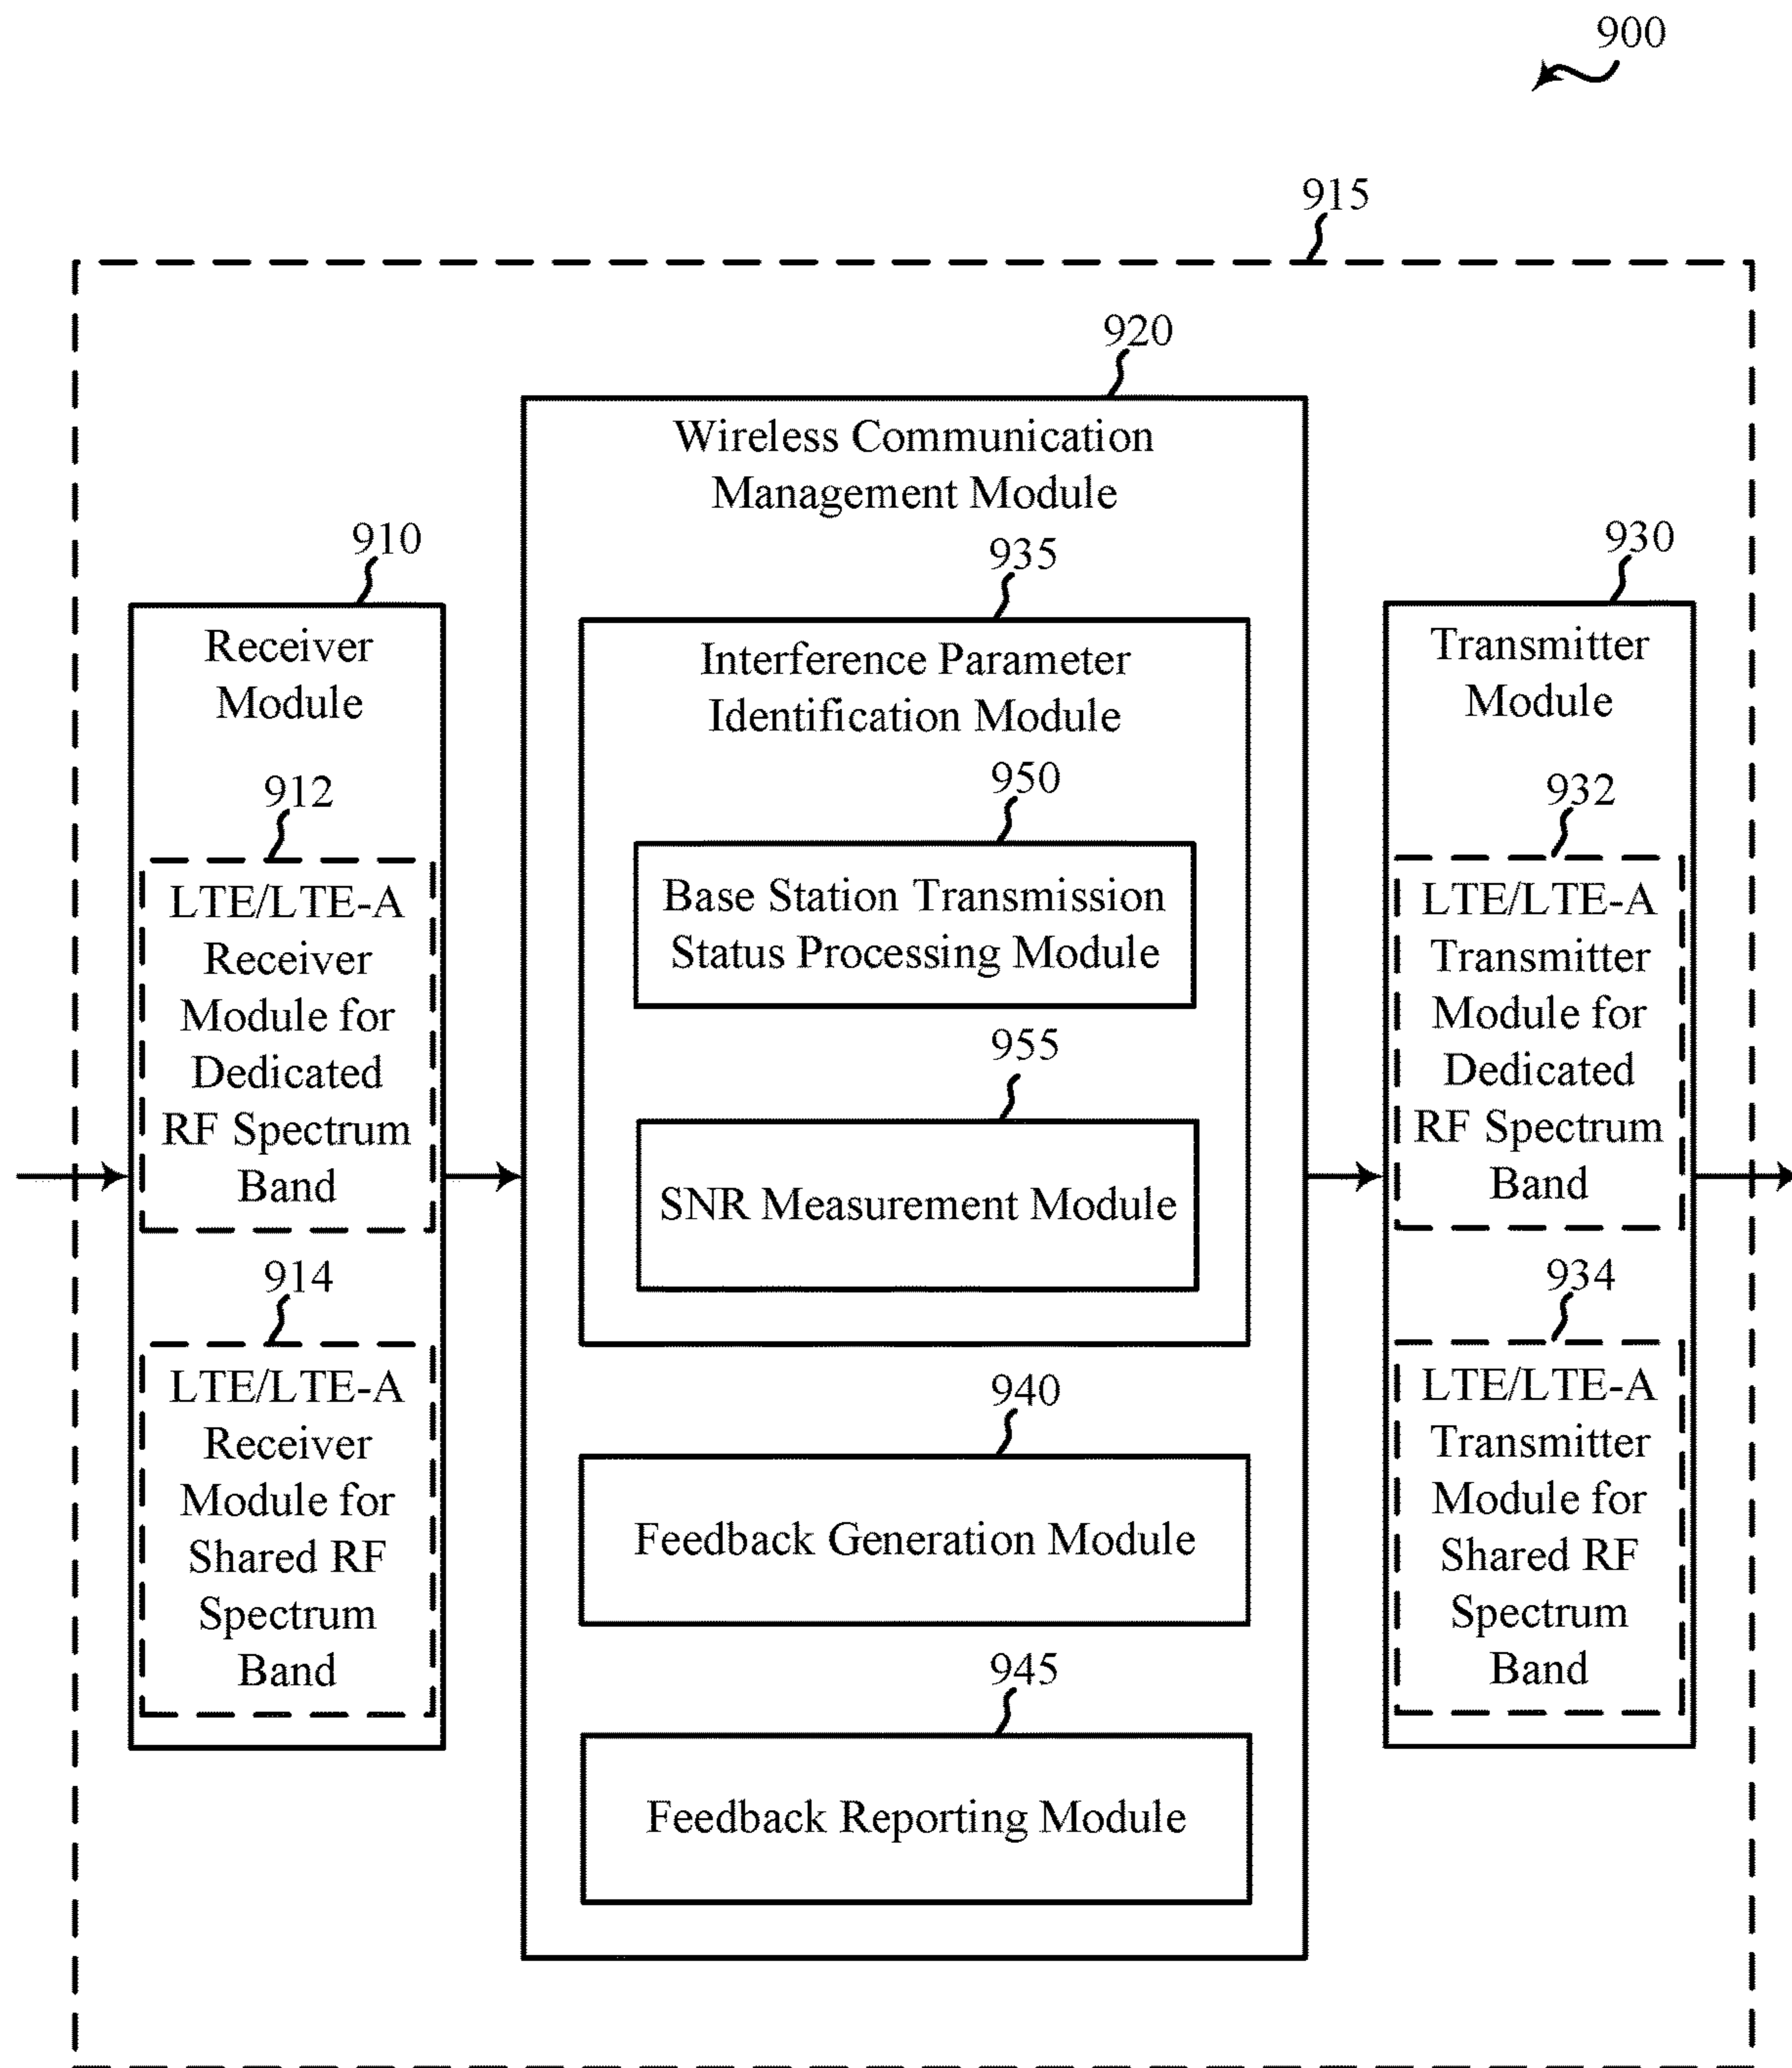 900
915
920
Wireless Communication
Management Module
910
Receiver
Module
912
LTE/LTE-A
Receiver
Module for
Dedicated
RF Spectrum
Band
914
LTE/LTE-A
Receiver
Module for
Shared RF
Spectrum
Band
935
Interference Parameter
Identification Module
950
Base Station Transmission
Status Processing Module
955
SNR Measurement Module
940
Feedback Generation Module
945
Feedback Reporting Module
930
Transmitter
Module
932
LTE/LTE-A
Transmitter
Module for
Dedicated
RF Spectrum
Band
934
LTE/LTE-A
Transmitter
Module for
Shared RF
Spectrum
Band